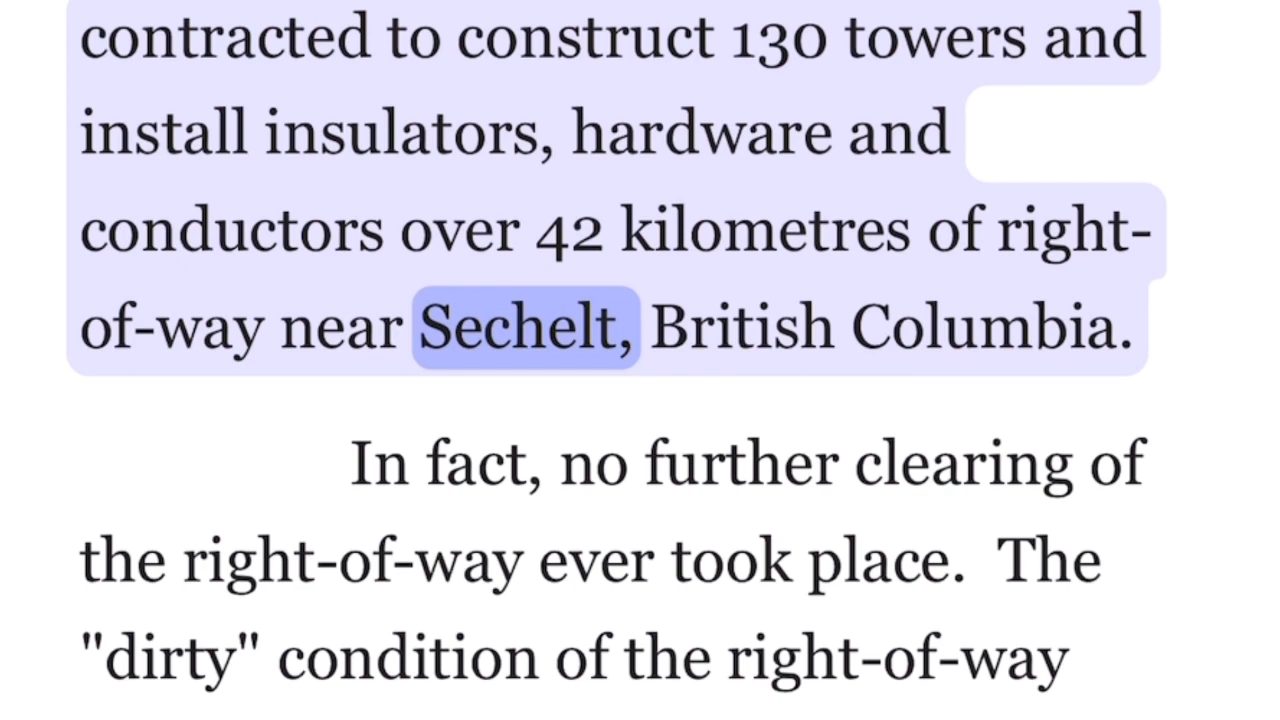 contracted to construct 130 towers and
install insulators, hardware and
conductors over 42 kilometres of right-
of-way near Sechelt, British Columbia.
In fact, no further clearing of
the right-of-way ever took place.  The
"dirty" condition of the right-of-way